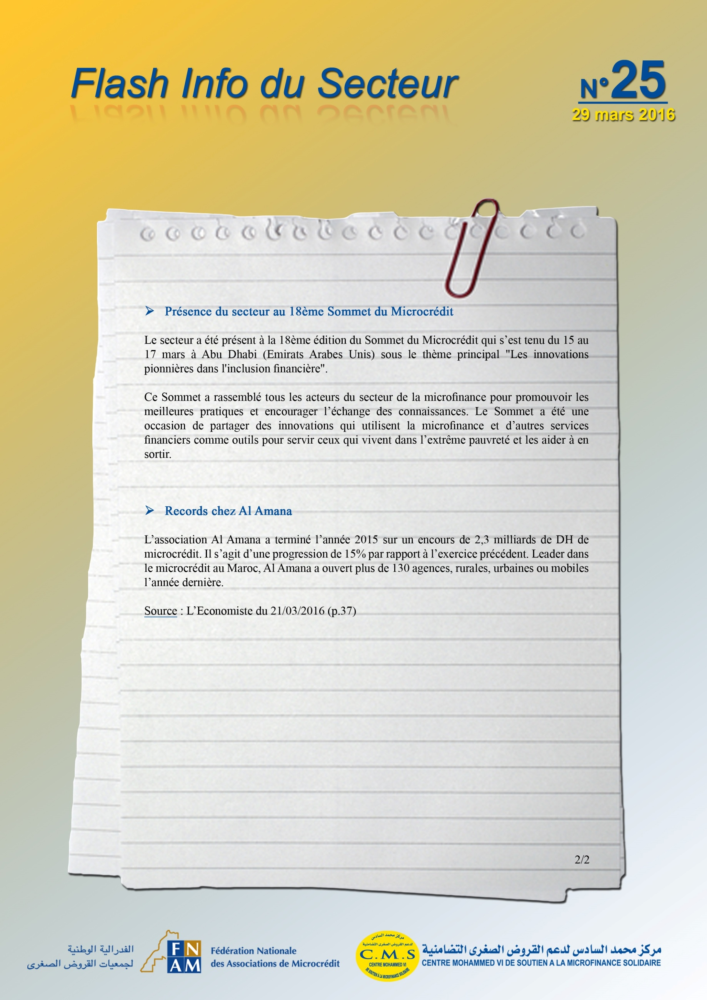 Flash Info du Secteur
N°25
29 mars 2016
➢ Présence du secteur au 18ème Sommet du Microcrédit
Le secteur a été présent à la 18ème édition du Sommet du Microcrédit qui s’est tenu du 15 au
17 mars à Abu Dhabi (Emirats Arabes Unis) sous le thème principal "Les innovations
pionnières dans l'inclusion financière".
Ce Sommet a rassemblé tous les acteurs du secteur de la microfinance pour promouvoir les
meilleures pratiques et encourager l’échange des connaissances. Le Sommet a été une
occasion de partager des innovations qui utilisent la microfinance et d’autres services
financiers comme outils pour servir ceux qui vivent dans l’extrême pauvreté et les aider à en
sortir.
➢ Records chez Al Amana
L’association Al Amana a terminé l’année 2015 sur un encours de 2,3 milliards de DH de
microcrédit. Il s’agit d’une progression de 15% par rapport à l’exercice précédent. Leader dans
le microcrédit au Maroc, Al Amana a ouvert plus de 130 agences, rurales, urbaines ou mobiles
l’année dernière.
Source : L’Economiste du 21/03/2016 (p.37)
2/2
الفدرالية الوطنية
لجمعيات القروض الصغرى
FN
AM
Fédération Nationale
des Associations de Microcrédit
مركز محمد السادس
لدعم القروض الصغرى التضامنية
C.M.S
CENTRE MOHAMMED VI
DE SOUTIEN À LA MICROFINANCE SOLIDAIRE
مركز محمد السادس لدعم القروض الصغرى التضامنية
CENTRE MOHAMMED VI DE SOUTIEN A LA MICROFINANCE SOLIDAIRE